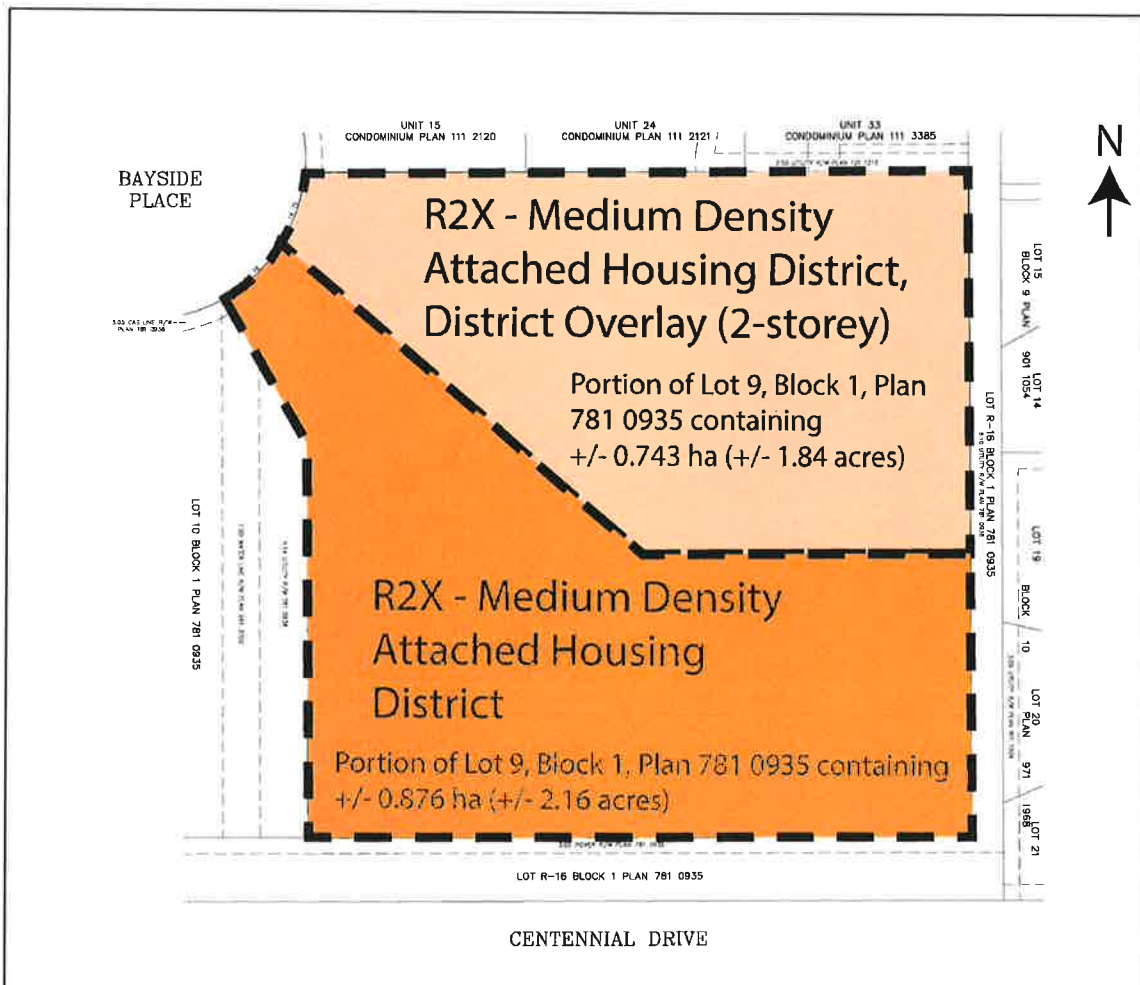 UNIT 15
CONDOMINIUM PLAN 111 2120
UNIT 24
CONDOMINIUM PLAN 111 2121
UNIT 33
CONDOMINIUM PLAN 111 3385
N
BAYSIDE
PLACE
R2X - Medium Density
Attached Housing District,
District Overlay (2-storey)
Portion of Lot 9, Block 1, Plan
781 0935 containing
+/- 0.743 ha (+/- 1.84 acres)
LOT 15
BLOCK 9 PLAN
901 1054
LOT 14
LOT R-16 BLOCK 1 PLAN 781 0935
LOT 19
BLOCK
10
LOT 20
PLAN
971
1968
LOT 21
LOT 10 BLOCK 1 PLAN 781 0935
R2X - Medium Density
Attached Housing
District
Portion of Lot 9, Block 1, Plan 781 0935 containing
+/- 0.876 ha (+/- 2.16 acres)
LOT R-16 BLOCK 1 PLAN 781 0935
CENTENNIAL DRIVE